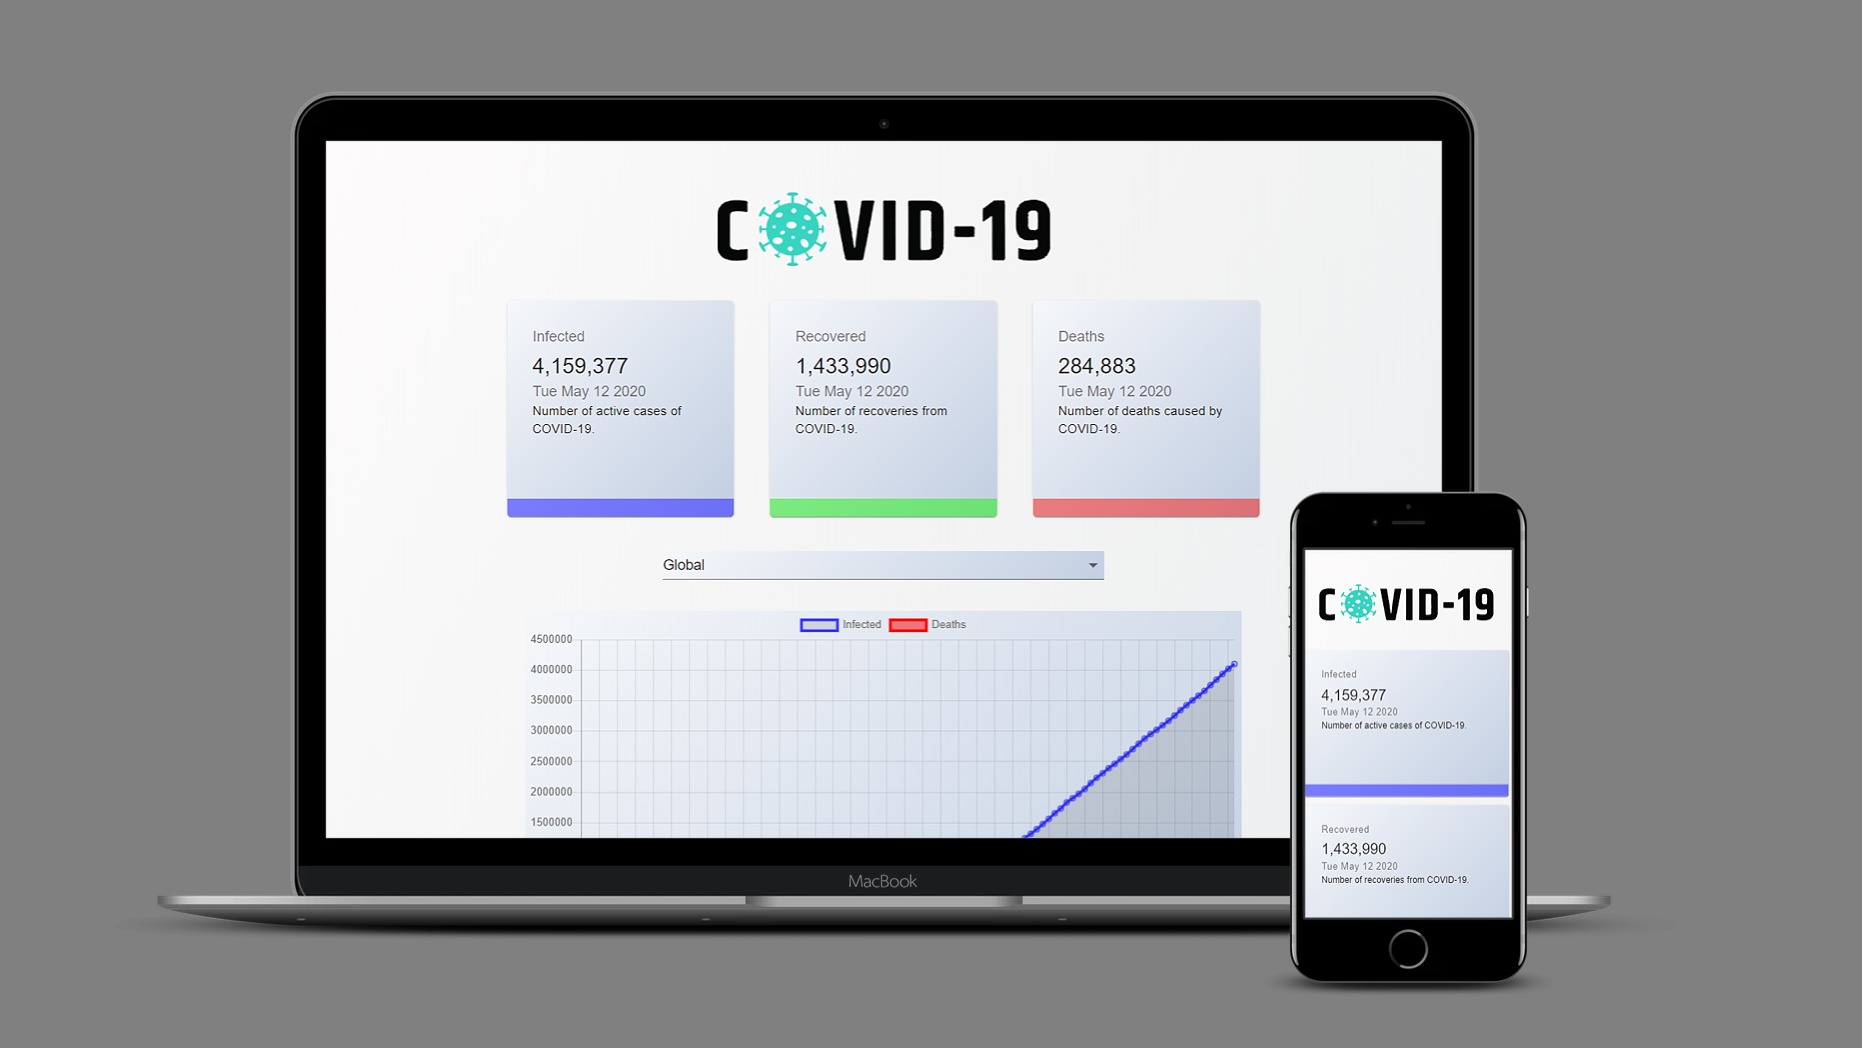 COVID-19
Infected
4,159,377
Tue May 12 2020
Number of active cases of
COVID-19.
Recovered
1,433,990
Tue May 12 2020
Number of recoveries from
COVID-19.
Deaths
284,883
Tue May 12 2020
Number of deaths caused by
COVID-19.
Global
Infected Deaths
4500000
4000000
3500000
3000000
2500000
2000000
1500000
MacBook
COVID-19
Infected
4,159,377
Tue May 12 2020
Number of active cases of COVID-19.
Recovered
1,433,990
Tue May 12 2020
Number of recoveries from COVID-19.